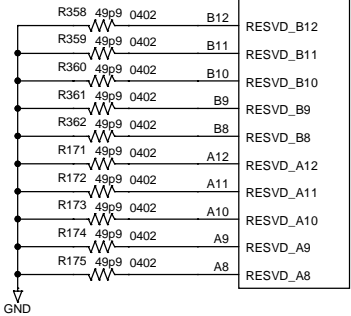 R358 49p9 0402 B12 RESVD_B12
R359 49p9 0402 B11 RESVD_B11
R360 49p9 0402 B10 RESVD_B10
R361 49p9 0402 B9 RESVD_B9
R362 49p9 0402 B8 RESVD_B8
R171 49p9 0402 A12 RESVD_A12
R172 49p9 0402 A11 RESVD_A11
R173 49p9 0402 A10 RESVD_A10
R174 49p9 0402 A9 RESVD_A9
R175 49p9 0402 A8 RESVD_A8
GND